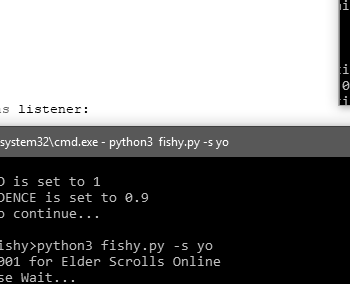 s listener:
system32\cmd.exe - python3 fishy.py -s yo
D is set to 1
DENCE is set to 0.9
o continue...
ishy>python3 fishy.py -s yo
001 for Elder Scrolls Online
se Wait...